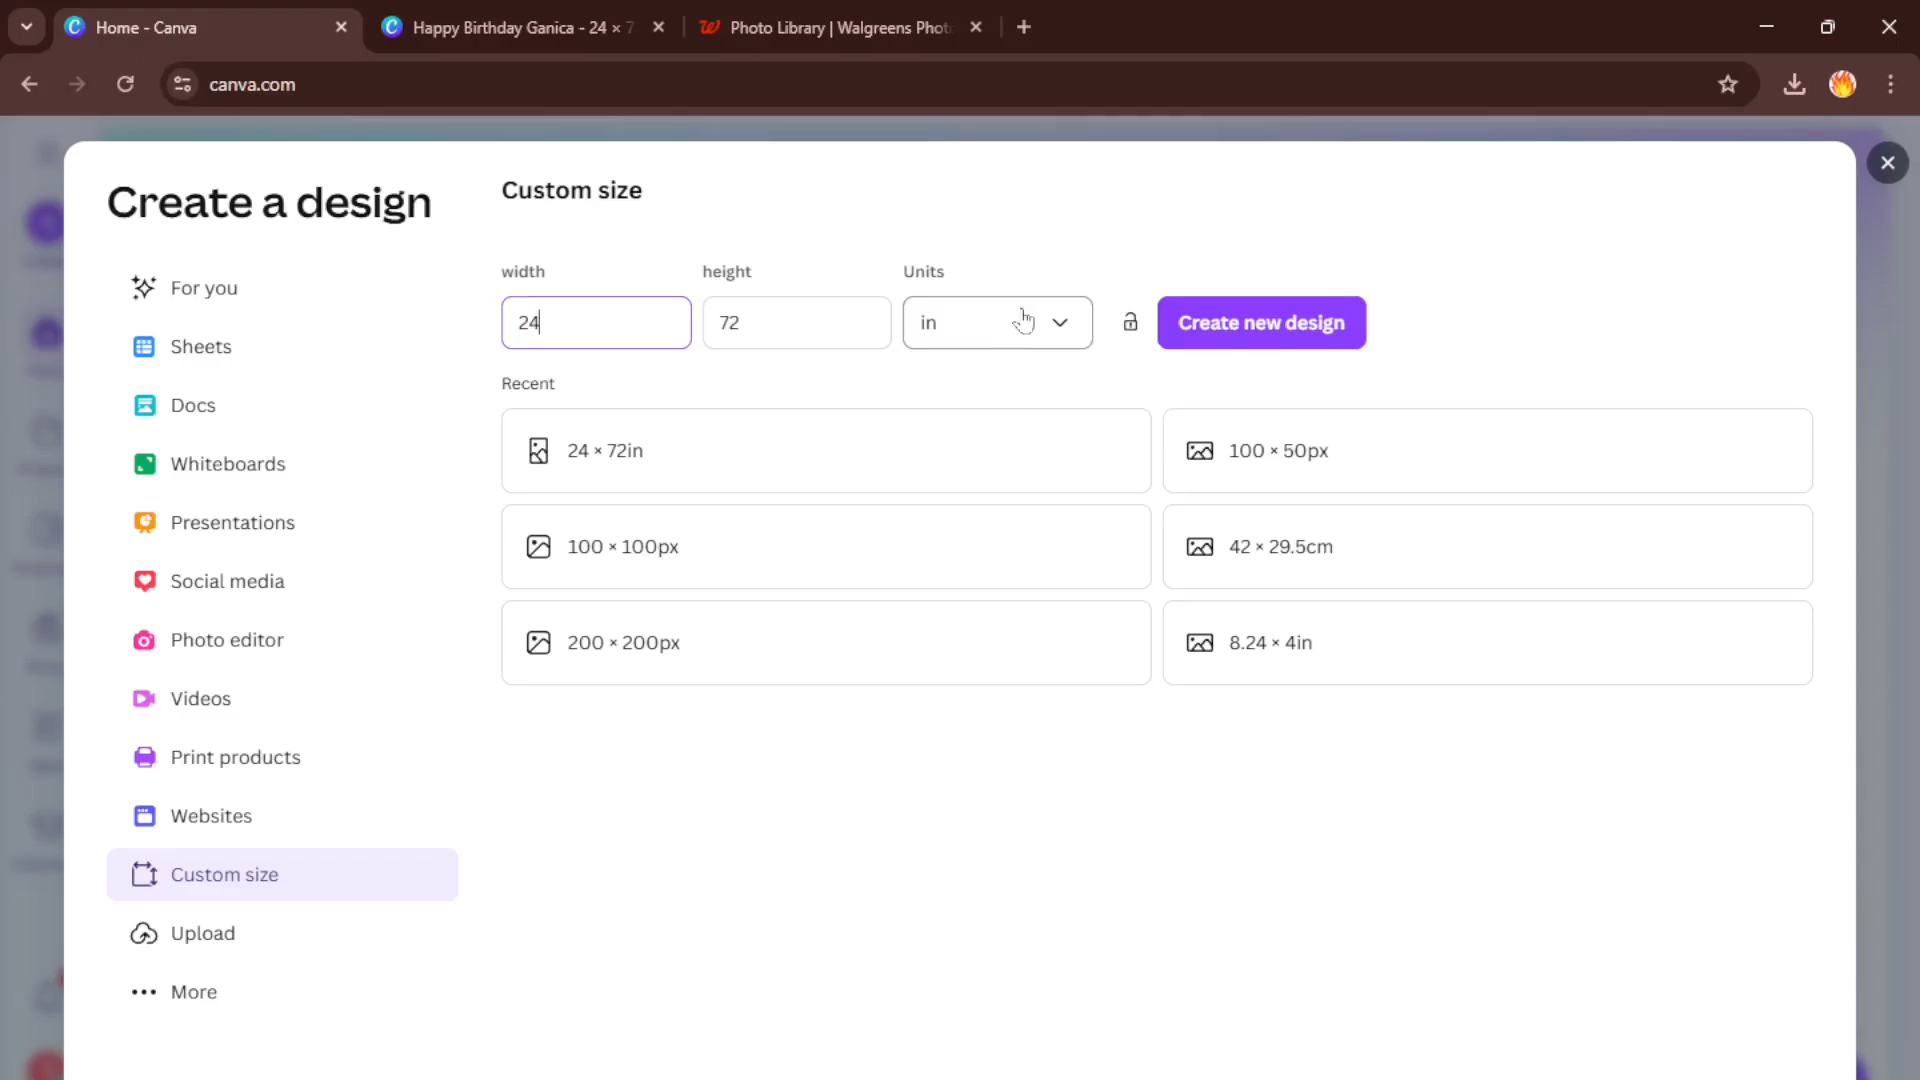 Home - Canva
Happy Birthday Ganica - 24 × 7
Photo Library | Walgreens Phot
canva.com
Create a design
For you
Sheets
Docs
Whiteboards
Presentations
Social media
Photo editor
Videos
Print products
Websites
Custom size
Upload
More
Custom size
width
height
Units
24
72
in
Create new design
Recent
24 × 72in
100 × 50px
100 × 100px
42 × 29.5cm
200 × 200px
8.24 × 4in